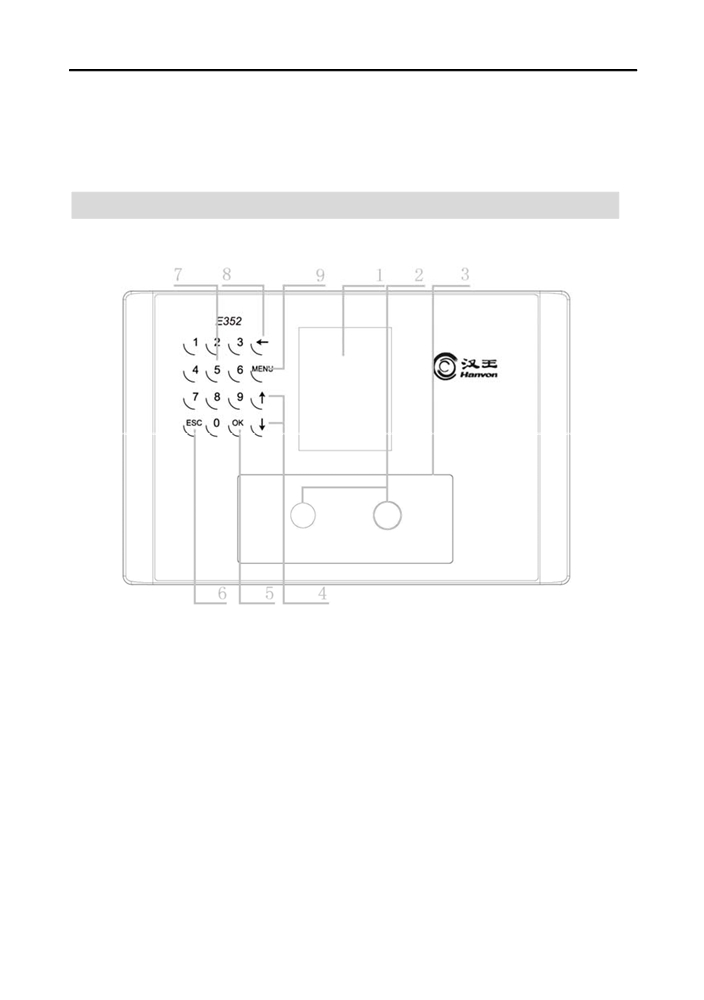 7 8 9 1 2 3
E352
1 2 3 ←
4 5 6 MENU
7 8 9 ↑
ESC 0 OK ↓
汉王
Hanvon
6 5 4